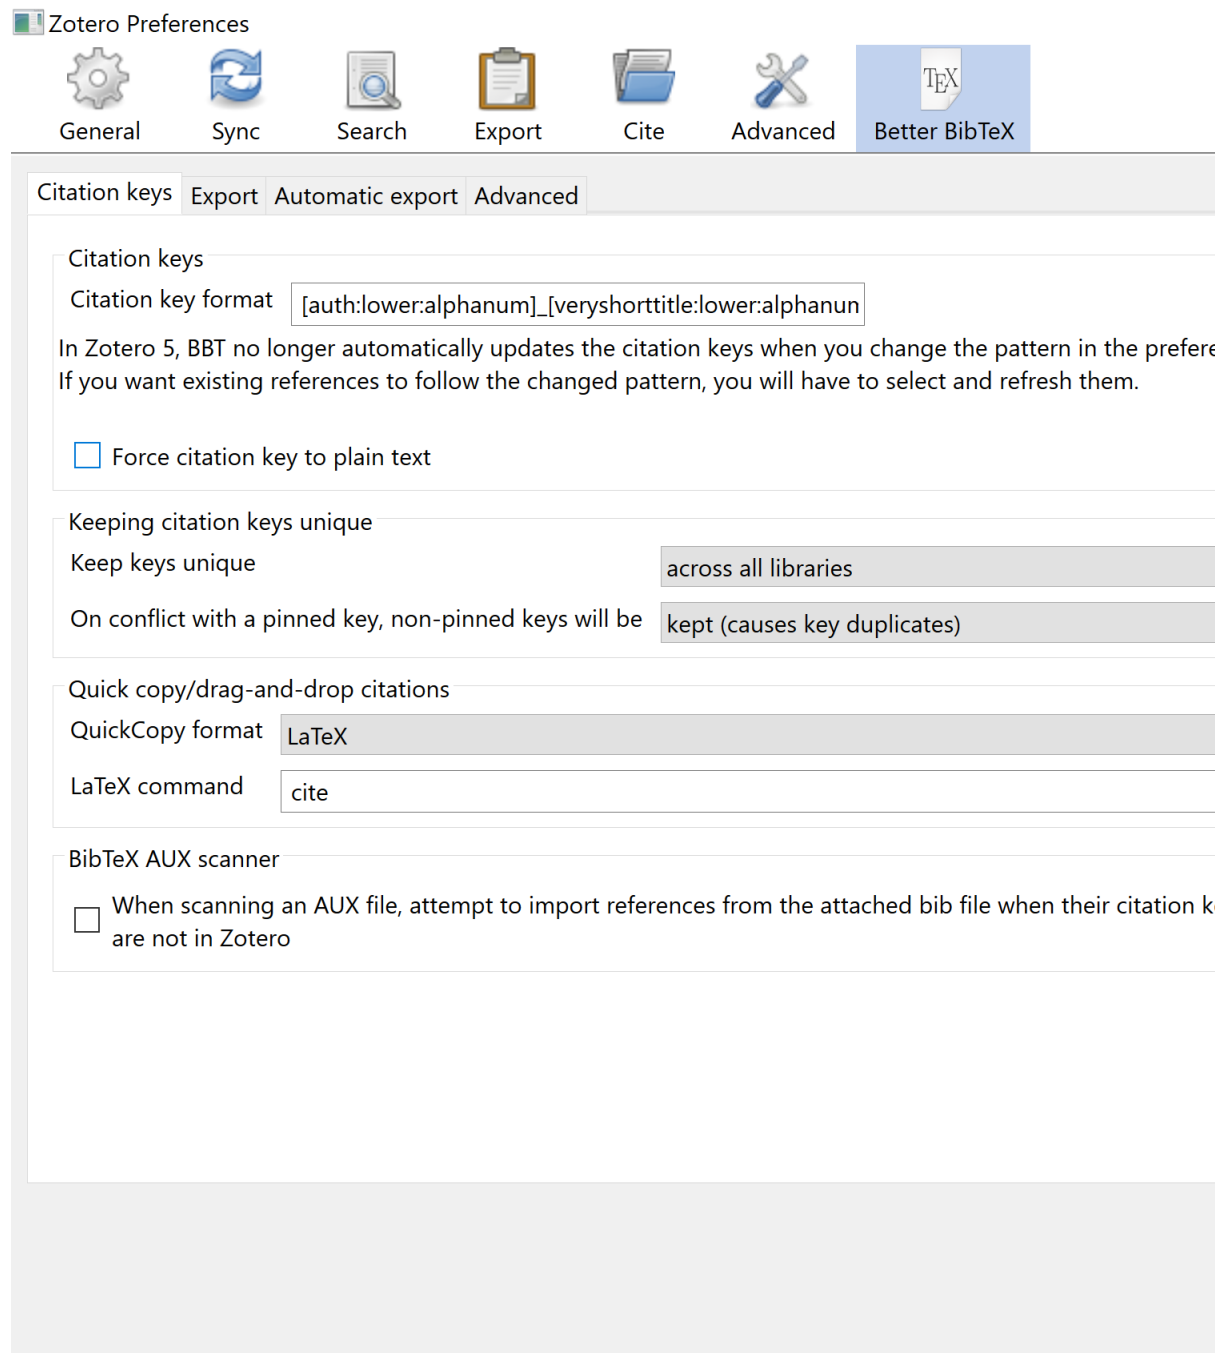 Zotero Preferences
General Sync Search Export Cite Advanced TEX Better BibTeX
Citation keys Export Automatic export Advanced
Citation keys
Citation key format [auth:lower:alphanum]_[veryshorttitle:lower:alphanun
In Zotero 5, BBT no longer automatically updates the citation keys when you change the pattern in the prefere
If you want existing references to follow the changed pattern, you will have to select and refresh them.
Force citation key to plain text
Keeping citation keys unique
Keep keys unique across all libraries
On conflict with a pinned key, non-pinned keys will be kept (causes key duplicates)
Quick copy/drag-and-drop citations
QuickCopy format LaTeX
LaTeX command cite
BibTeX AUX scanner
When scanning an AUX file, attempt to import references from the attached bib file when their citation k
are not in Zotero